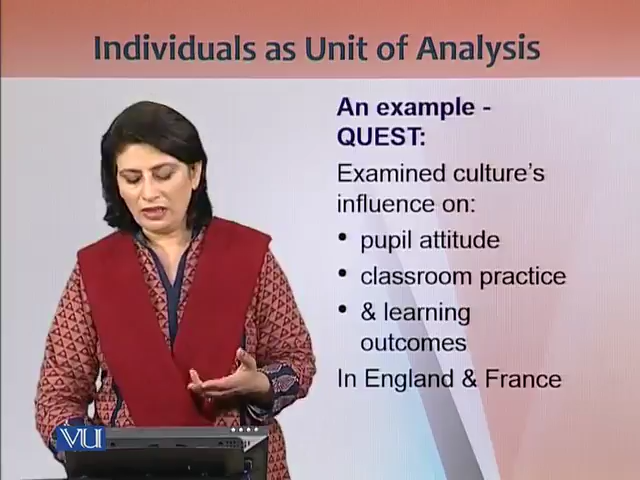 Individuals as Unit of Analysis
An example -
QUEST:
Examined culture's
influence on:
• pupil attitude
• classroom practice
• & learning
outcomes
In England & France
VU